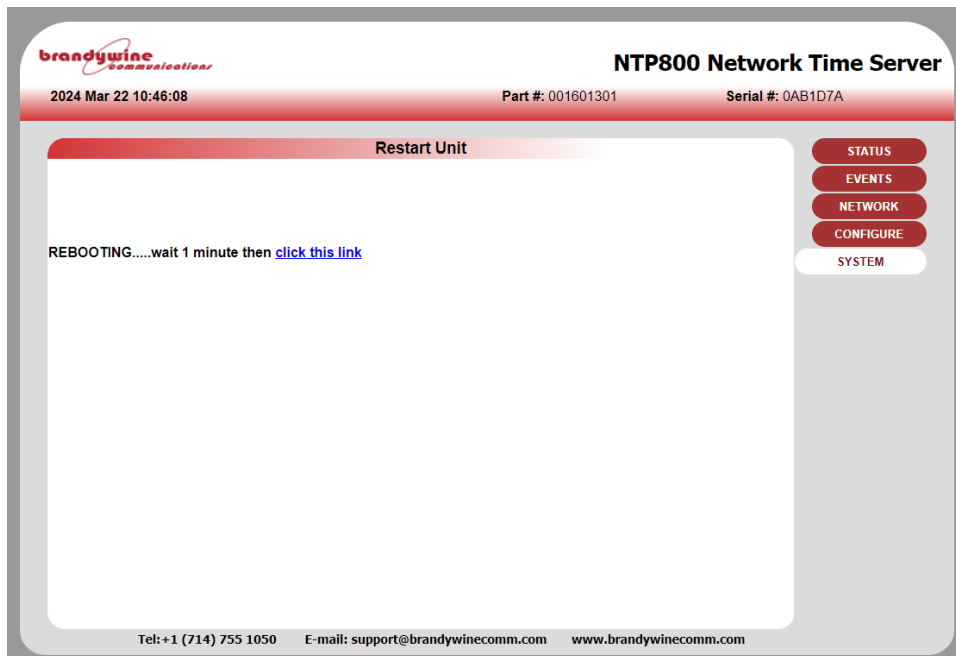 brandywine
communications
NTP800 Network Time Server
2024 Mar 22 10:46:08 Part #: 001601301 Serial #: 0AB1D7A
Restart Unit
STATUS
EVENTS
NETWORK
CONFIGURE
SYSTEM
REBOOTING.....wait 1 minute then click this link
Tel:+1 (714) 755 1050 E-mail: support@brandywinecomm.com www.brandywinecomm.com